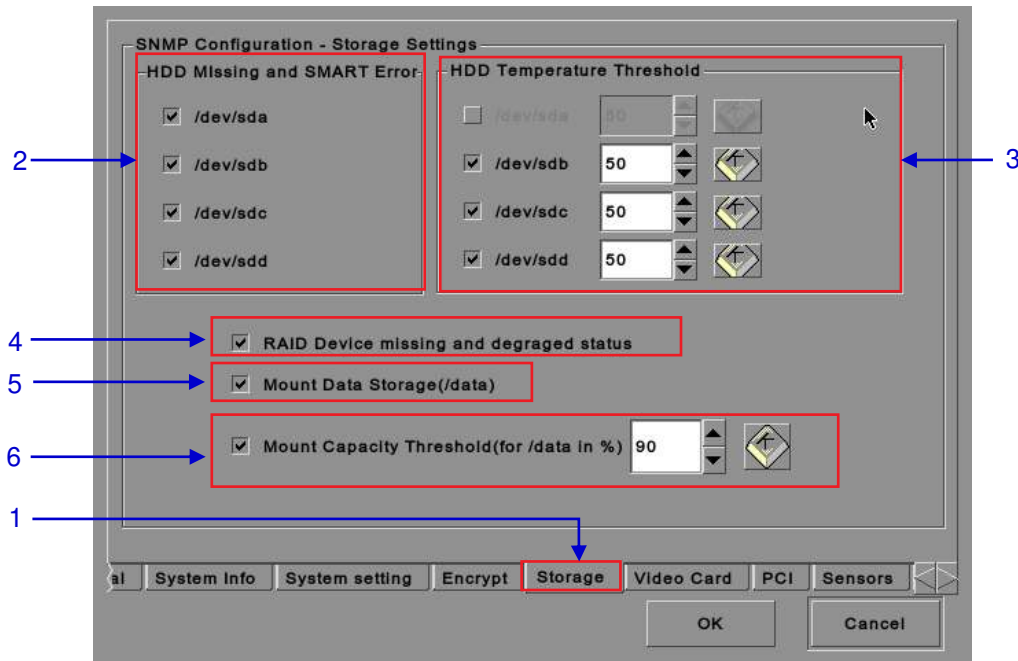 SNMP Configuration - Storage Settings
HDD MIssing and SMART Error
HDD Temperature Threshold
/dev/sda
/dev/sda 50
2
/dev/sdb
/dev/sdb 50
3
/dev/sdc
/dev/sdc 50
/dev/sdd
/dev/sdd 50
4
RAID Device missing and degraged status
5
Mount Data Storage(/data)
6
Mount Capacity Threshold(for /data in %) 90
1
al System Info System setting Encrypt Storage Video Card PCI Sensors
OK Cancel